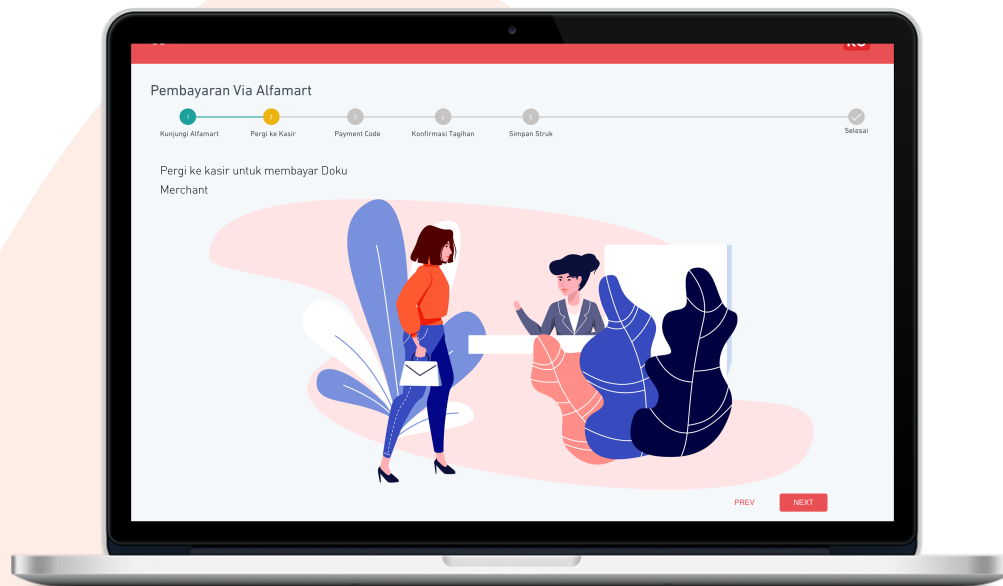 Pembayaran Via Alfamart
1
2
3
4
5
Kunjungi Alfamart
Pergi ke Kasir
Payment Code
Konfirmasi Tagihan
Simpan Struk
Selesai
Pergi ke kasir untuk membayar Doku
Merchant
PREV
NEXT